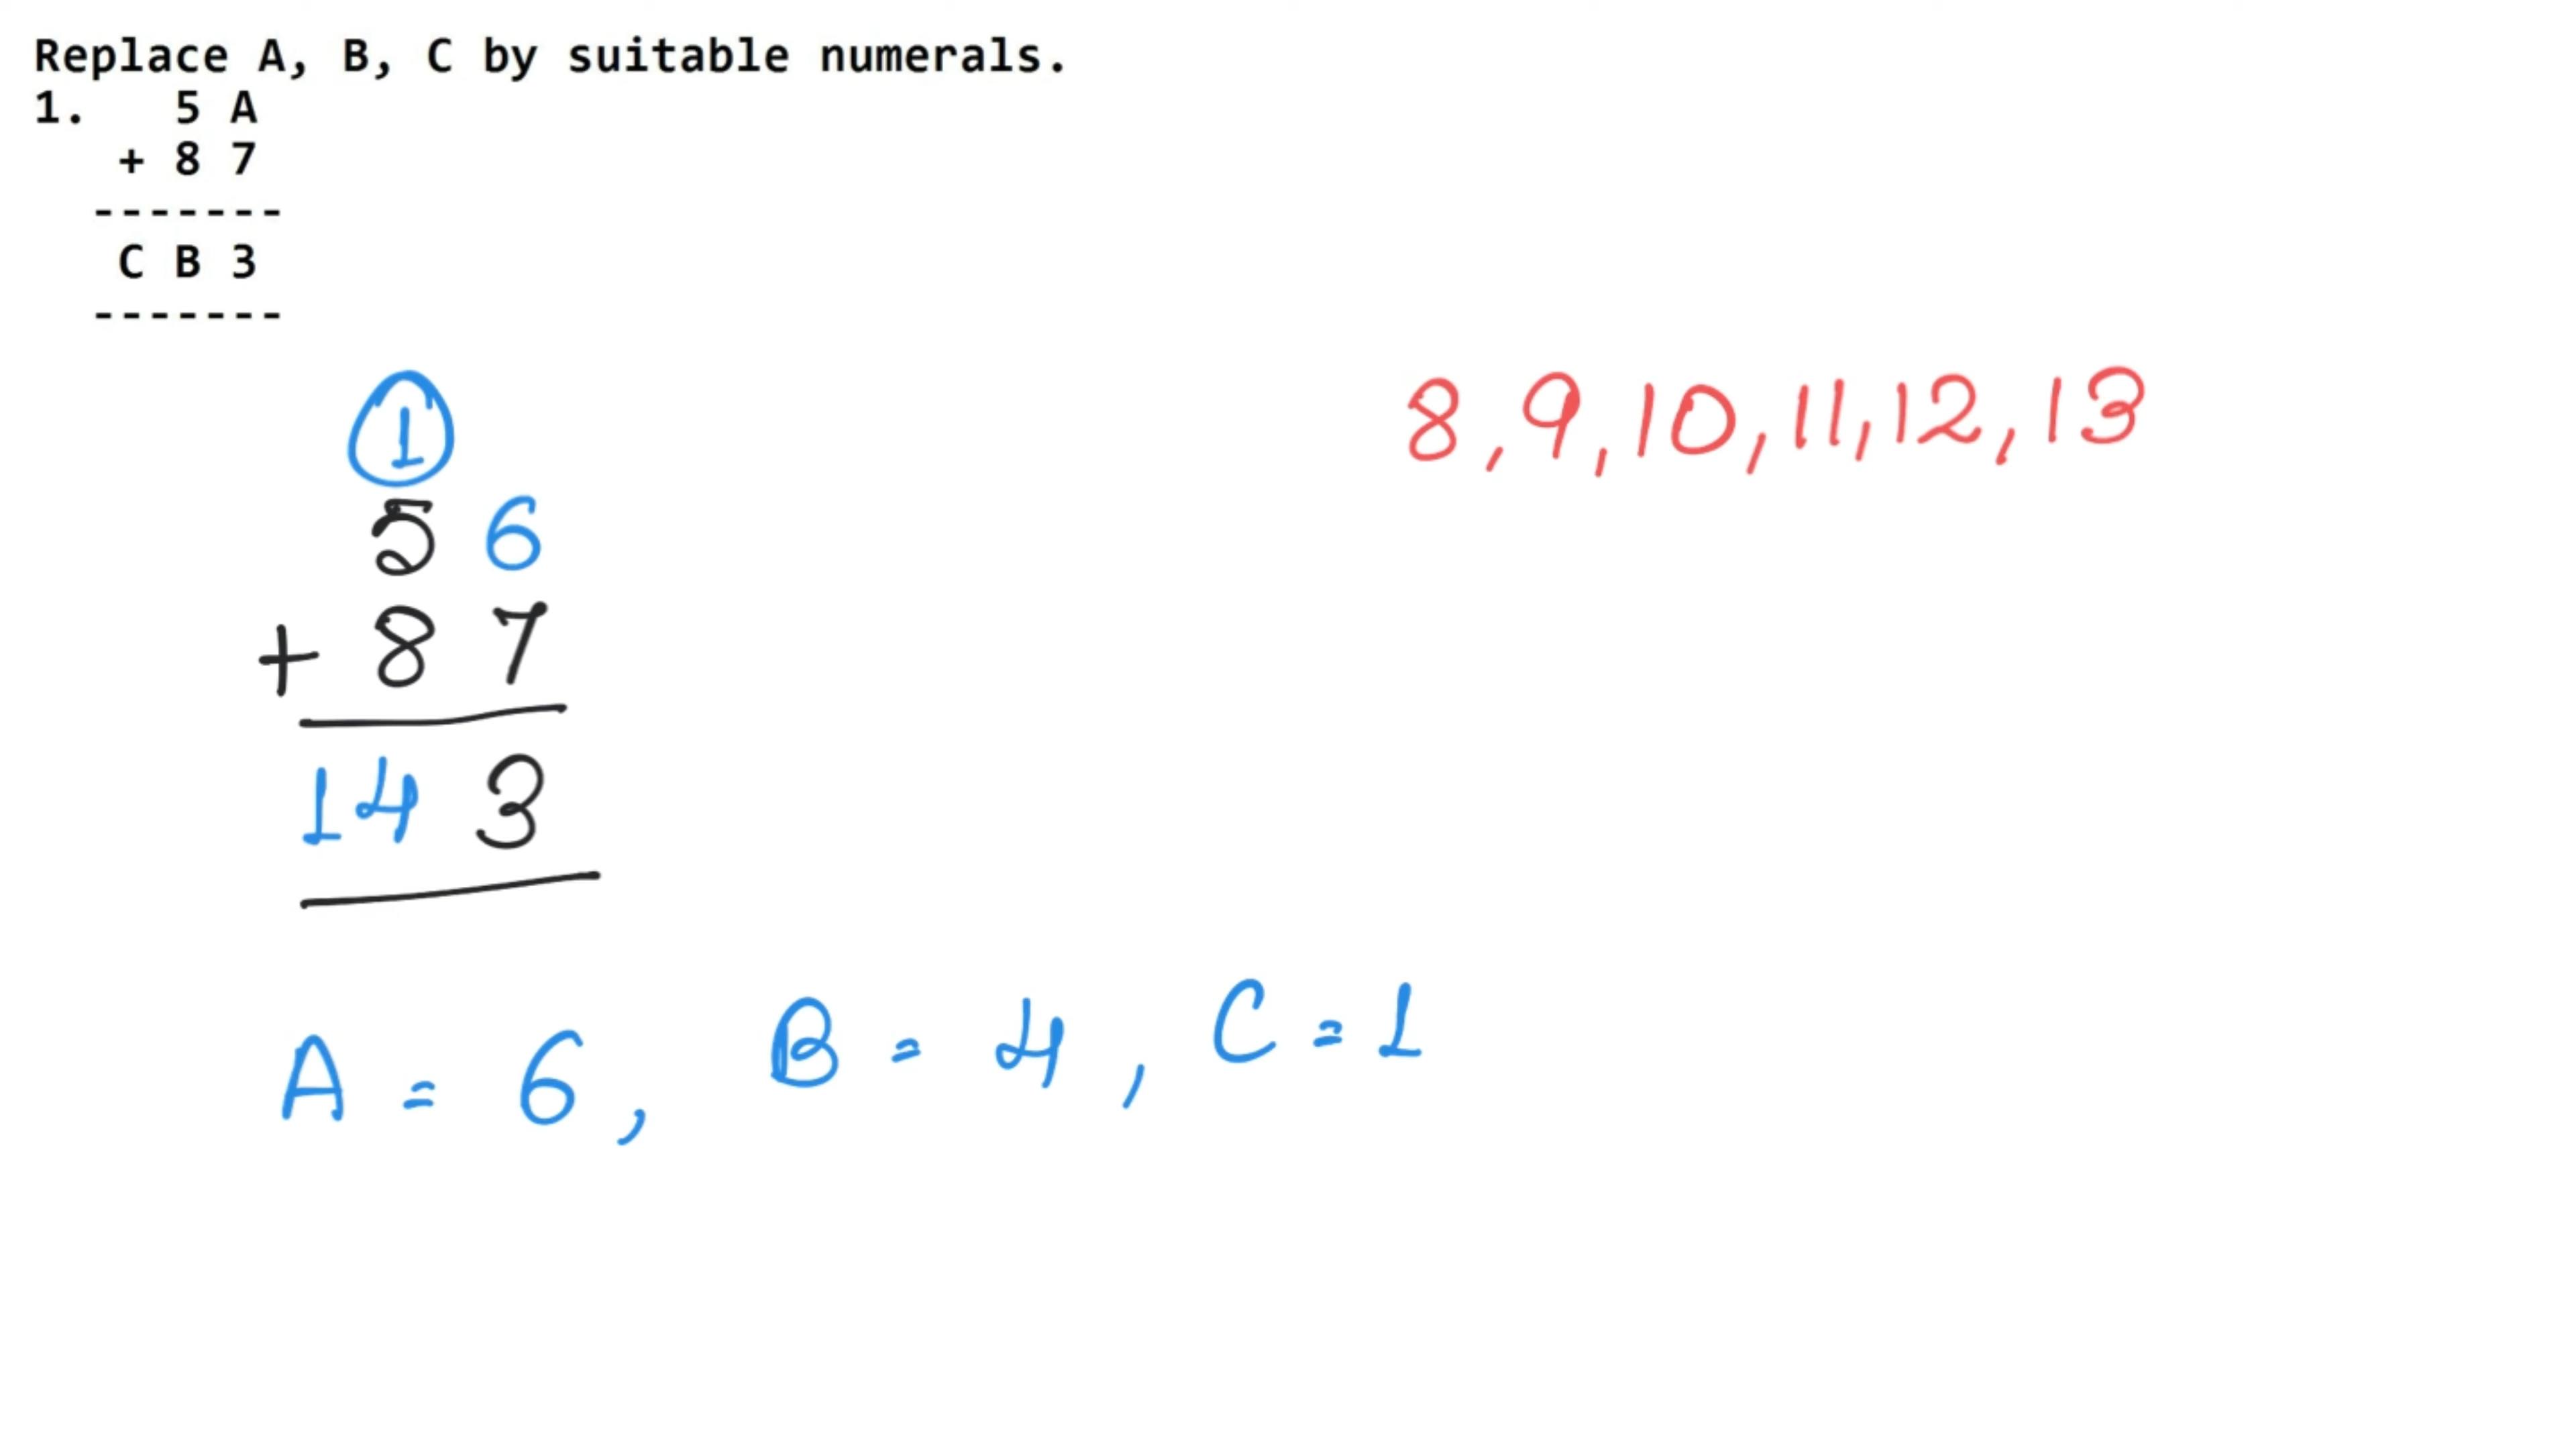 Replace A, B, C by suitable numerals.
1. 5 A
+ 8 7
-------
C B 3
-------
8, 9, 10, 11, 12, 13
1
5 6
+ 8 7
1 4 3
A = 6, B = 4, C = 1